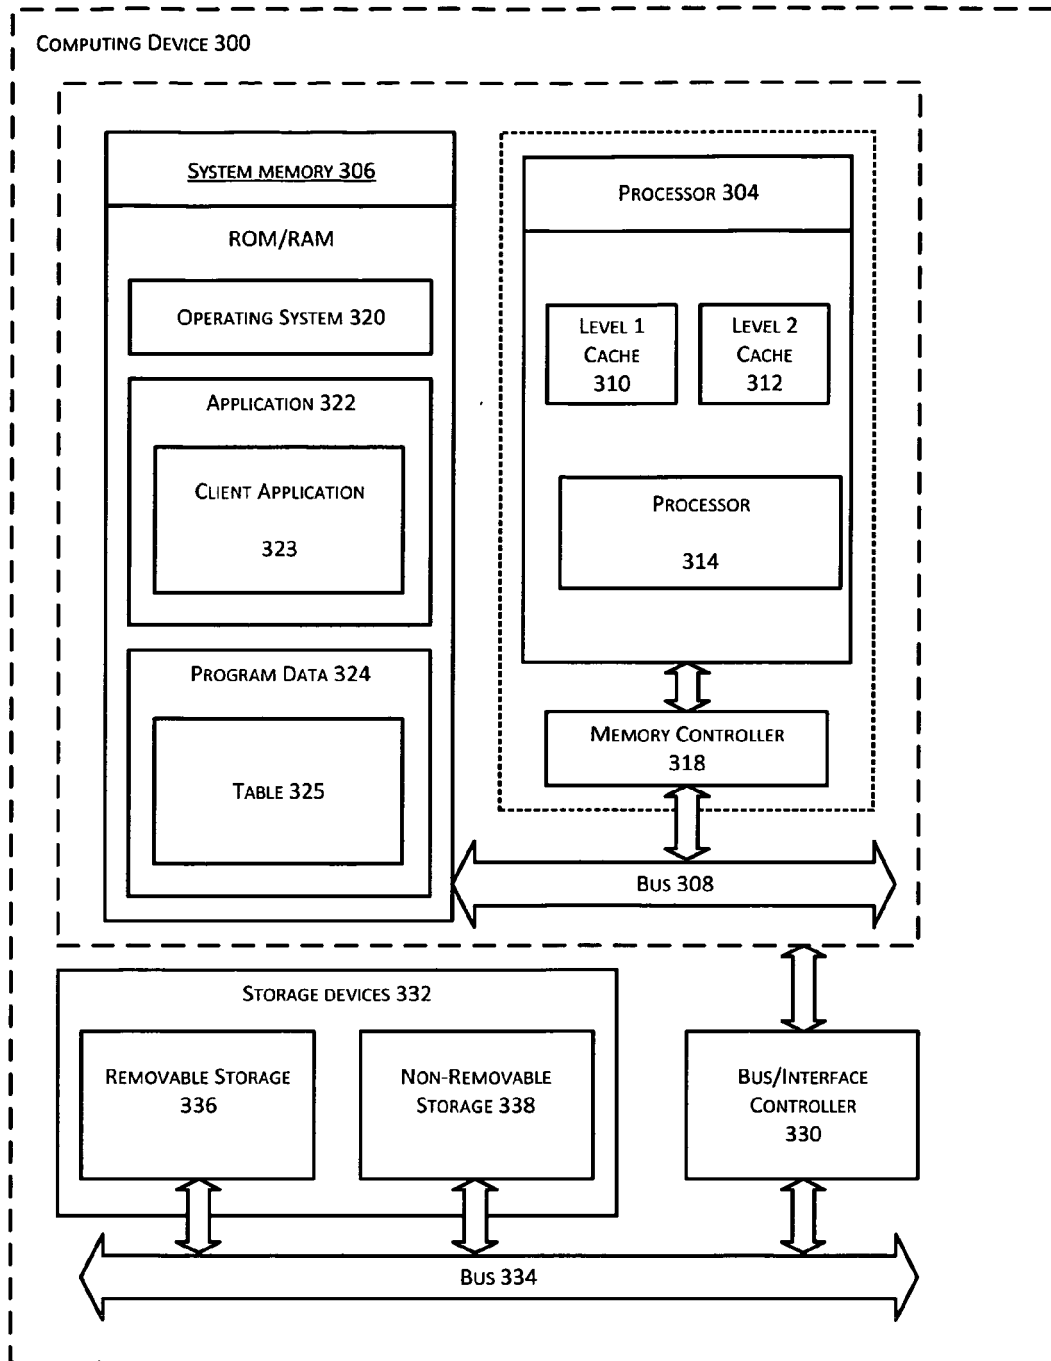 Computing Device 300
System memory 306
ROM/RAM
Operating System 320
Application 322
Client Application
323
Program Data 324
Table 325
Processor 304
Level 1
Cache
310
Level 2
Cache
312
Processor
314
Memory Controller
318
Bus 308
Storage devices 332
Removable Storage
336
Non-Removable
Storage 338
Bus/Interface
Controller
330
Bus 334